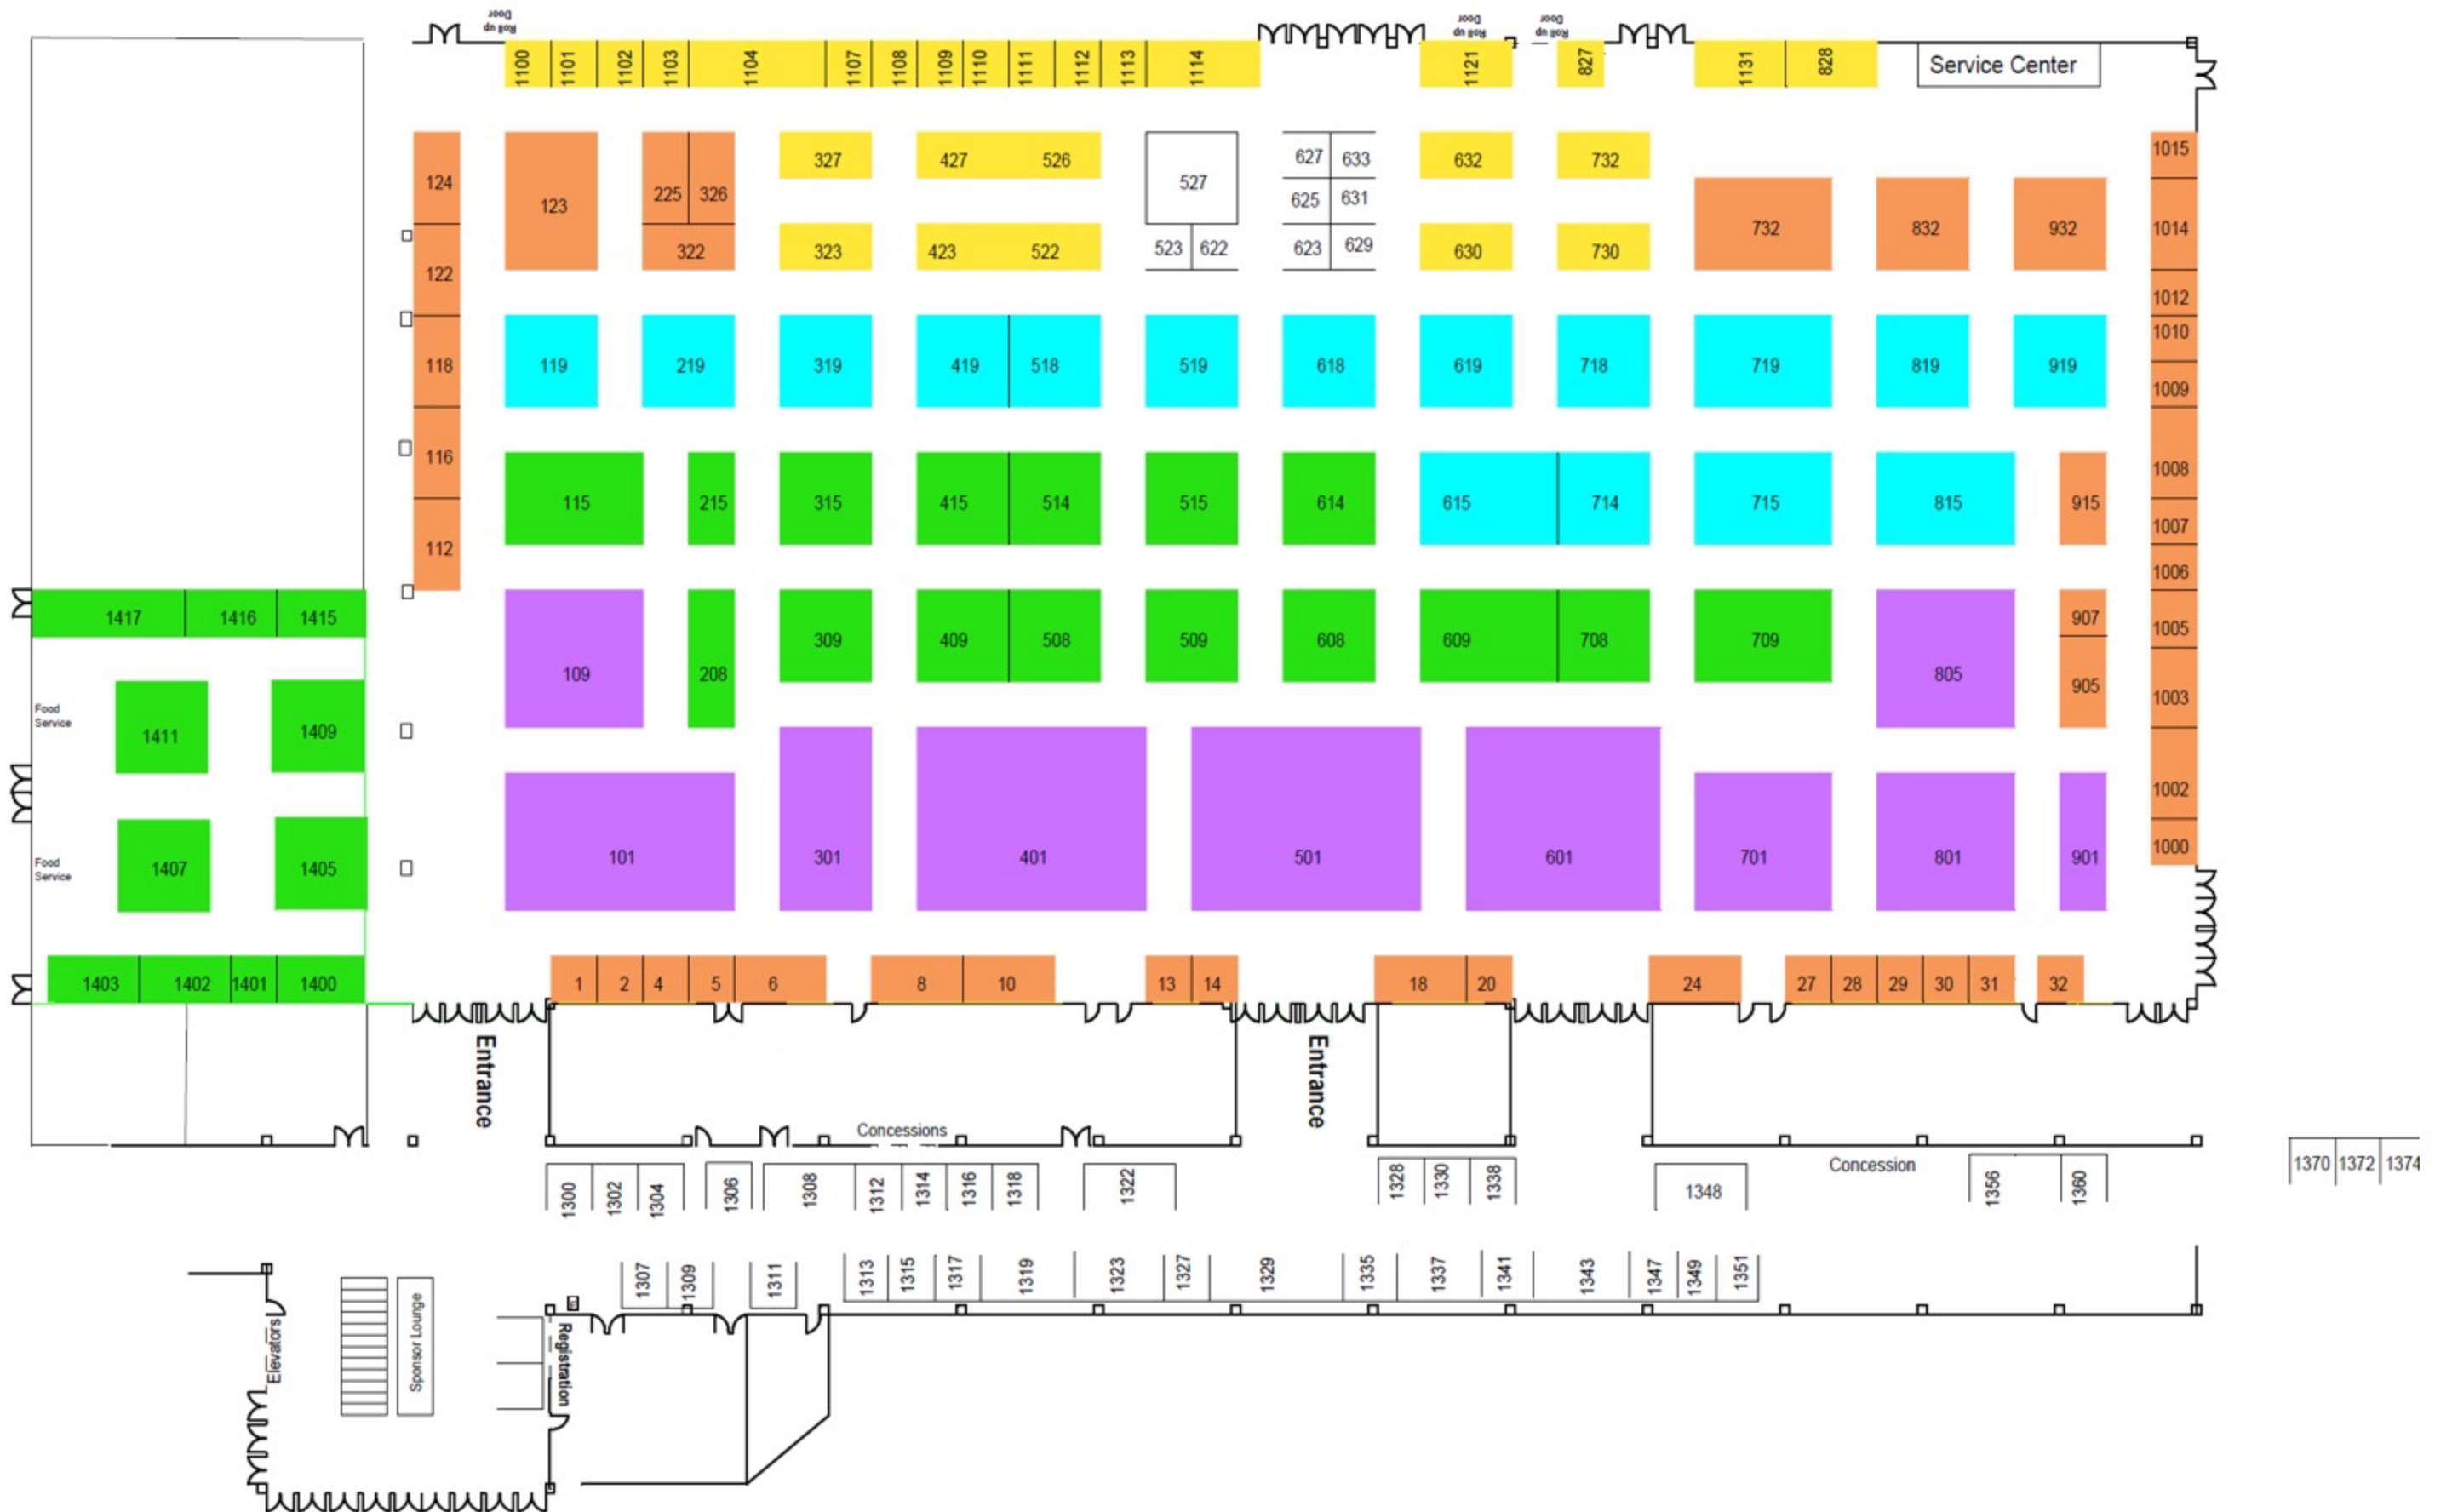 Roll up
Door
Roll up
Door
Roll up
Door
1100 1101 1102 1103 1104 1107 1108 1109 1110 1111 1112 1113 1114 1121 827 1131 828
Service Center
124 123 225 326 327 427 526 527 627 633 632 732 1015
625 631
322 323 423 522 523 622 623 629 630 730 732 832 932 1014
122 1012
118 119 219 319 419 518 519 618 619 718 719 819 919 1010
1009
116 115 215 315 415 514 515 614 615 714 715 815 915 1008
1007
112 1006
1417 1416 1415 109 208 309 409 508 509 608 609 708 709 805 907 1005
905 1003
Food
Service
1411 1409
1002
Food
Service
1407 1405 101 301 401 501 601 701 801 901 1000
1403 1402 1401 1400 1 2 4 5 6 8 10 13 14 18 20 24 27 28 29 30 31 32
Entrance
Entrance
Concessions
Concession
1300 1302 1304 1306 1308 1312 1314 1316 1318 1322 1328 1330 1338 1348 1356 1360 1370 1372 1374
1307 1309 1311 1313 1315 1317 1319 1323 1327 1329 1335 1337 1341 1343 1347 1349 1351
Elevators
Sponsor Lounge
Registration